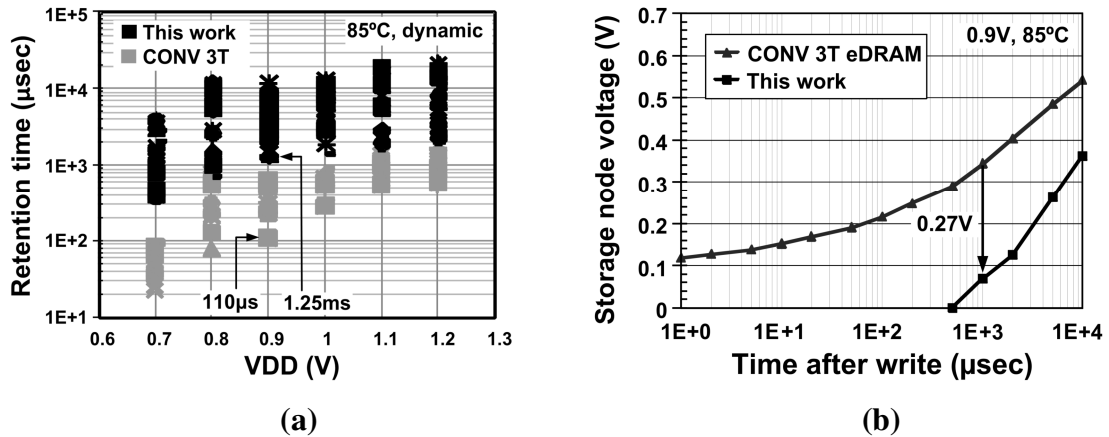 This work
CONV 3T
85ºC, dynamic
Retention time (µsec)
1E+5
1E+4
1E+3
1E+2
1E+1
110µs
1.25ms
0.6 0.7 0.8 0.9 1 1.1 1.2 1.3
VDD (V)
(a)
0.9V, 85ºC
CONV 3T eDRAM
This work
Storage node voltage (V)
0.7
0.6
0.5
0.4
0.3
0.2
0.1
0
0.27V
1E+0 1E+1 1E+2 1E+3 1E+4
Time after write (µsec)
(b)